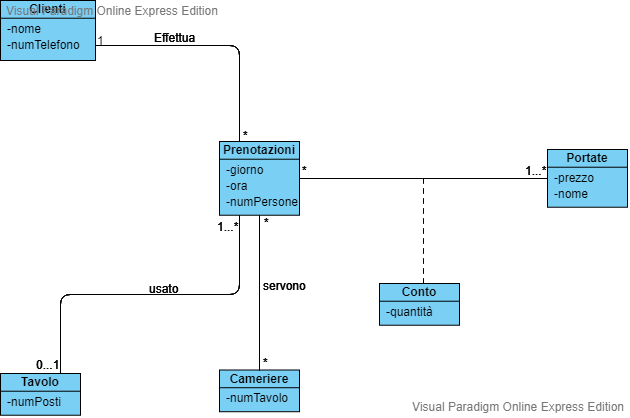 Visual Paradigm Online Express Edition
Clienti
-nome
-numTelefono
1
Effettua
*
Prenotazioni
-giorno
-ora
-numPersone
*
1...*
Portate
-prezzo
-nome
1...*
*
usato
servono
Conto
-quantità
0...1
*
Tavolo
-numPosti
Cameriere
-numTavolo
Visual Paradigm Online Express Edition